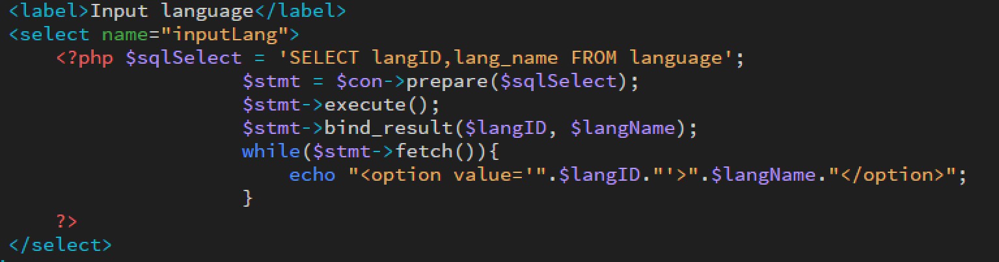 <label>Input language</label>
<select name="inputLang">
<?php $sqlSelect = 'SELECT langID,lang_name FROM language';
$stmt = $con->prepare($sqlSelect);
$stmt->execute();
$stmt->bind_result($langID, $langName);
while($stmt->fetch()){
echo "<option value='".$langID."'>".$langName."</option>";
}
?>
</select>